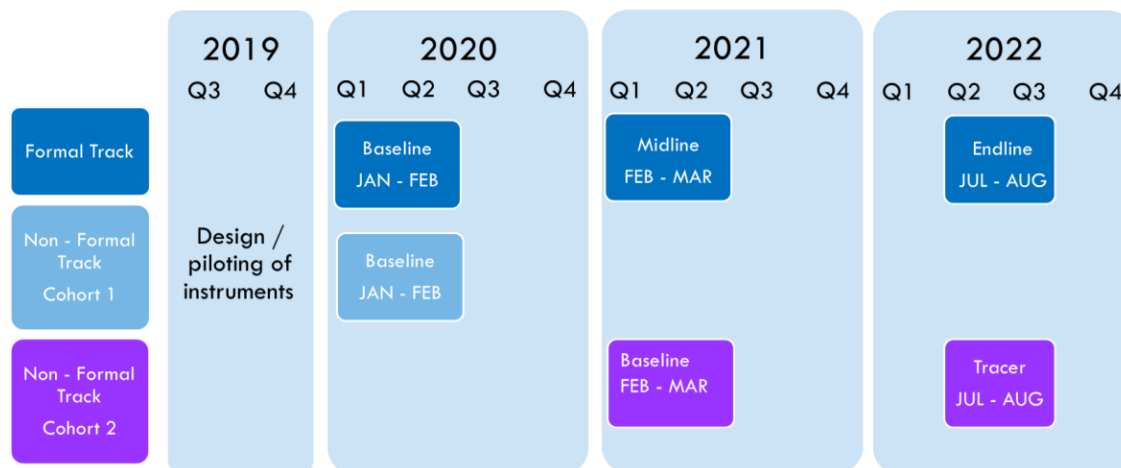 2019
2020
2021
2022
Q3 Q4
Q1 Q2 Q3 Q4
Q1 Q2 Q3 Q4
Q1 Q2 Q3 Q4
Formal Track
Baseline
JAN - FEB
Midline
FEB - MAR
Endline
JUL - AUG
Non - Formal
Track
Cohort 1
Design /
piloting of
instruments
Baseline
JAN - FEB
Non - Formal
Track
Cohort 2
Baseline
FEB - MAR
Tracer
JUL - AUG